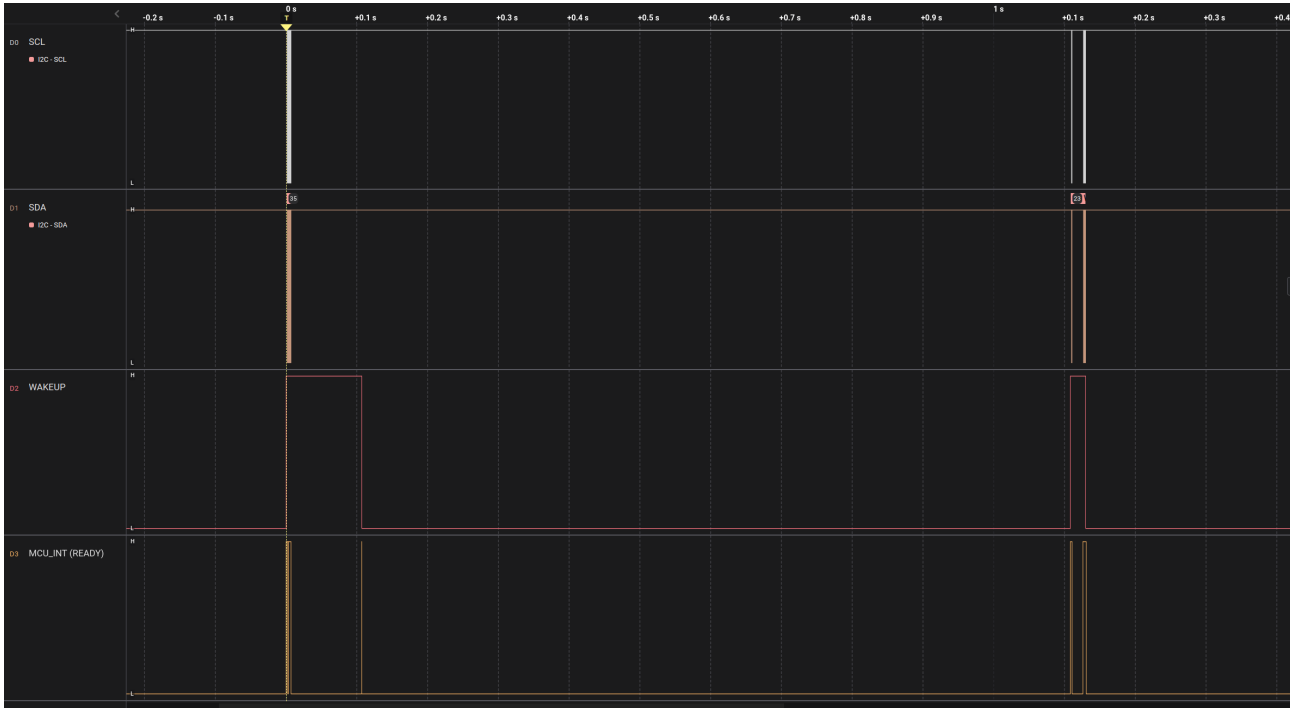 0 s 1 s
-0.2 s -0.1 s +0.1 s +0.2 s +0.3 s +0.4 s +0.5 s +0.6 s +0.7 s +0.8 s +0.9 s +0.1 s +0.2 s +0.3 s +0.4
T
D0 SCL H
I2C - SCL
L
35 23
D1 SDA H
I2C - SDA
L
H
D2 WAKEUP
L
H
D3 MCU_INT (READY)
L